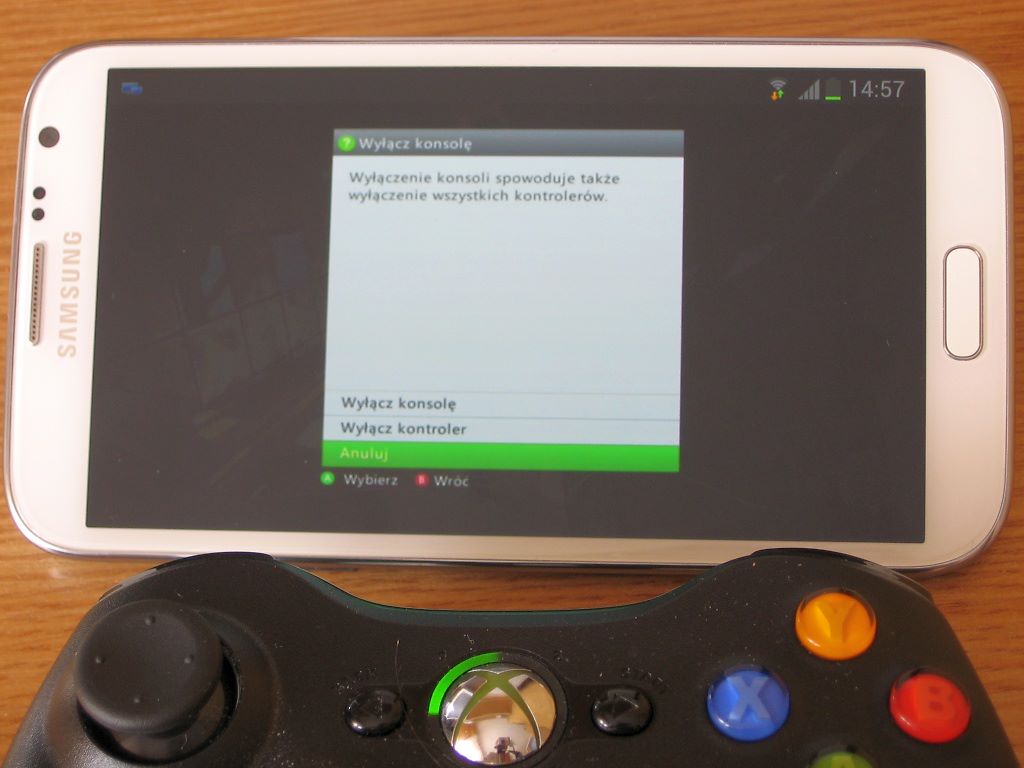 14:57
Wyłącz konsolę
Wyłączenie konsoli spowoduje także
wyłączenie wszystkich kontrolerów.
Wyłącz konsolę
Wyłącz kontroler
Anuluj
A Wybierz B Wróć
SAMSUNG
START
Y
X
B